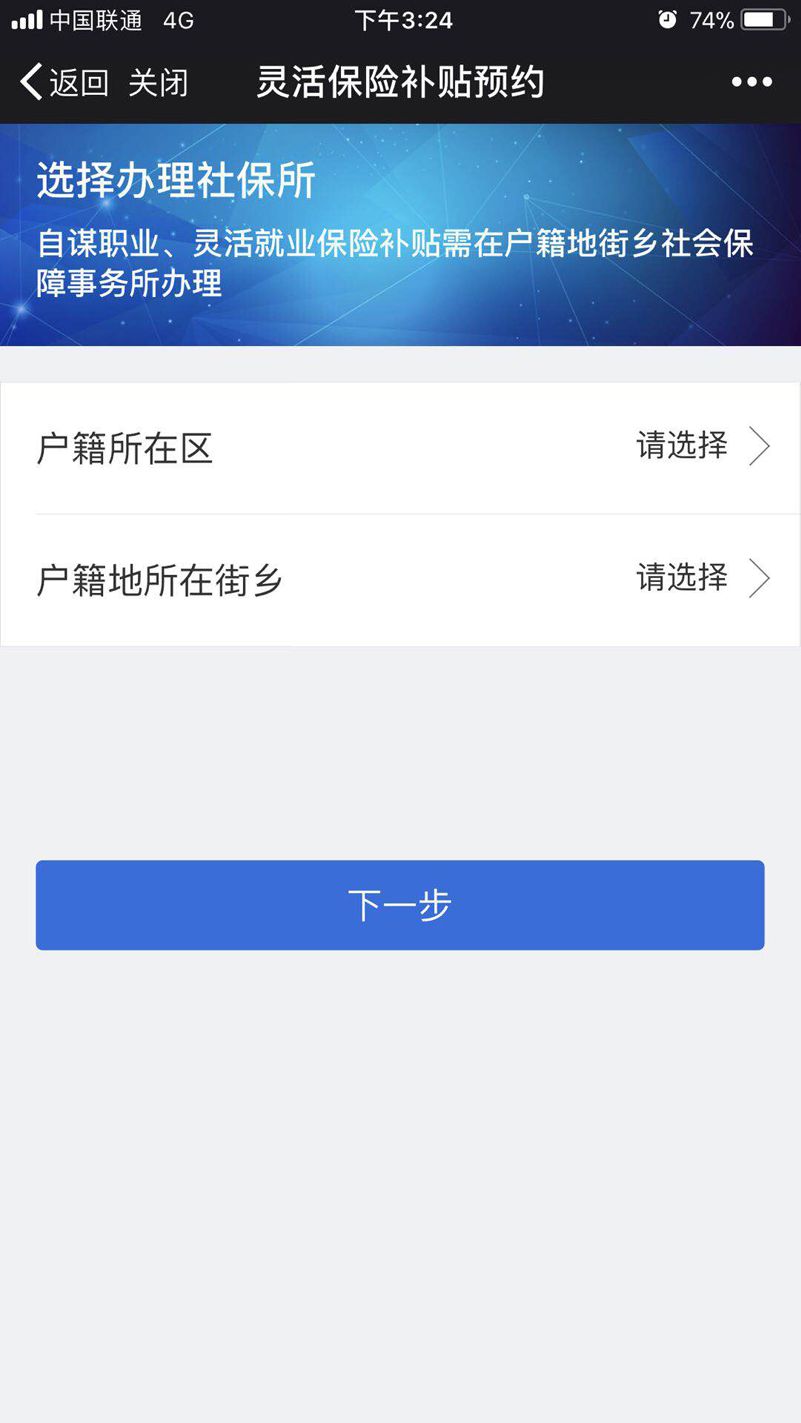 中国联通 4G 下午3:24 74%
返回 关闭 灵活保险补贴预约
选择办理社保所
自谋职业、灵活就业保险补贴需在户籍地街乡社会保
障事务所办理
户籍所在区 请选择
户籍地所在街乡 请选择
下一步